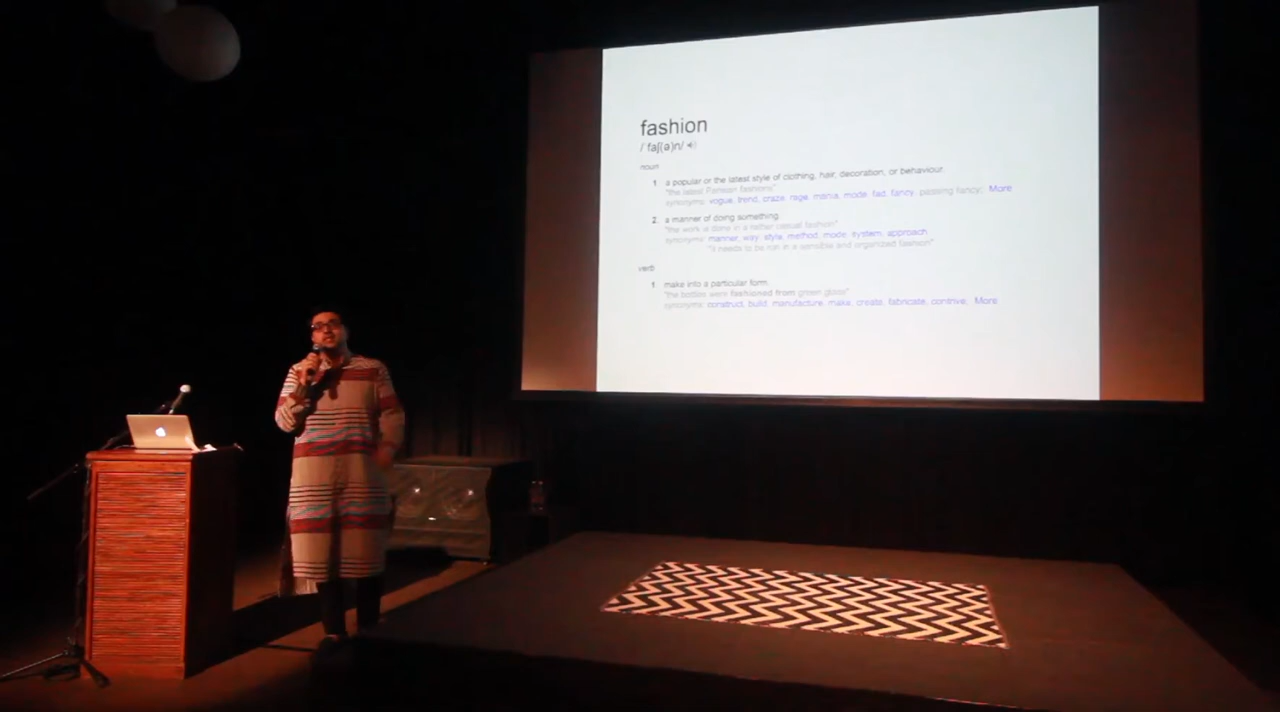 fashion
/ˈfaʃ(ə)n/
noun
1. a popular or the latest style of clothing, hair, decoration, or behaviour.
"the latest Parisian fashions"
synonyms: vogue, trend, craze, rage, mania, mode, fad, fancy, passing fancy; More
2. a manner of doing something.
"the work is done in a rather casual fashion"
synonyms: manner, way, style, method, mode, system, approach
"it needs to be run in a sensible and organized fashion"
verb
1. make into a particular form.
"the bottles were fashioned from green glass"
synonyms: construct, build, manufacture, make, create, fabricate, contrive; More